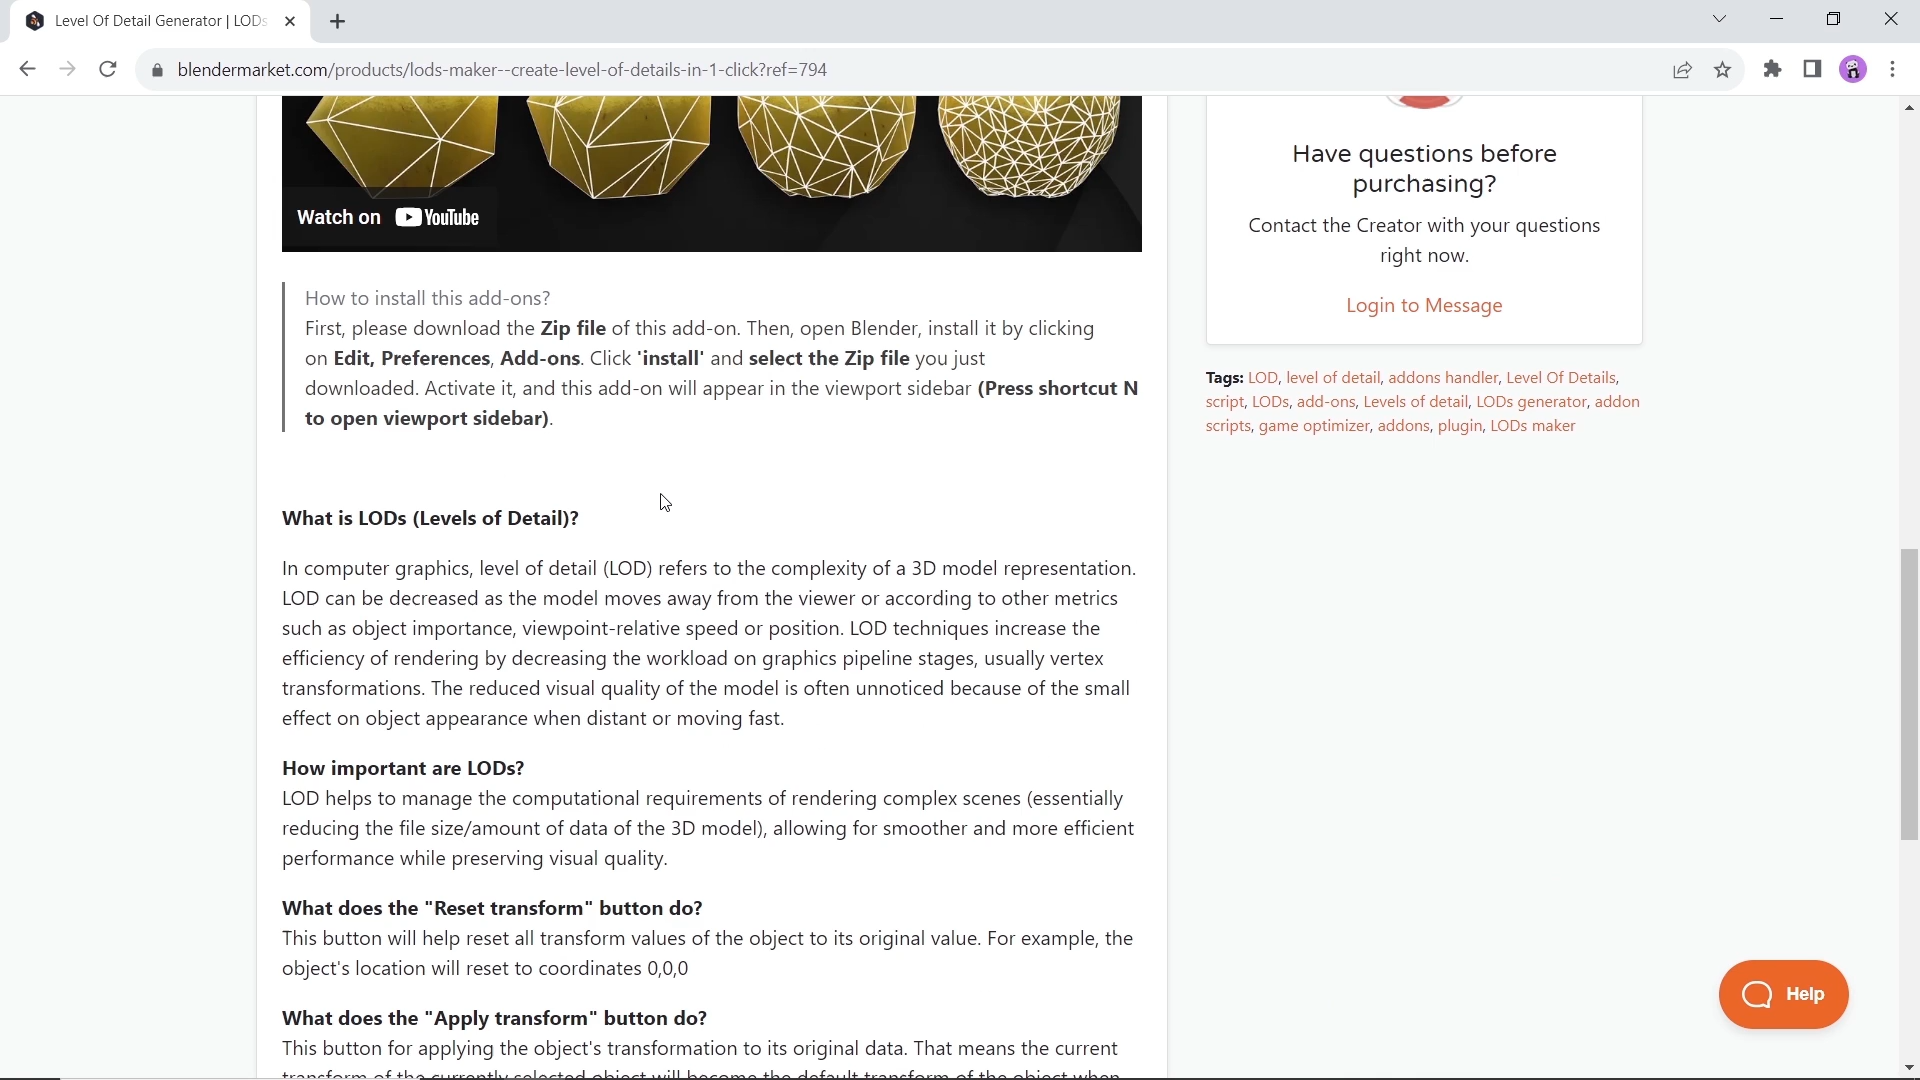 Level Of Detail Generator | LODs
blendermarket.com/products/lods-maker--create-level-of-details-in-1-click?ref=794
Watch on YouTube
How to install this add-ons?
First, please download the Zip file of this add-on. Then, open Blender, install it by clicking
on Edit, Preferences, Add-ons. Click 'install' and select the Zip file you just
downloaded. Activate it, and this add-on will appear in the viewport sidebar (Press shortcut N
to open viewport sidebar).
What is LODs (Levels of Detail)?
In computer graphics, level of detail (LOD) refers to the complexity of a 3D model representation.
LOD can be decreased as the model moves away from the viewer or according to other metrics
such as object importance, viewpoint-relative speed or position. LOD techniques increase the
efficiency of rendering by decreasing the workload on graphics pipeline stages, usually vertex
transformations. The reduced visual quality of the model is often unnoticed because of the small
effect on object appearance when distant or moving fast.
How important are LODs?
LOD helps to manage the computational requirements of rendering complex scenes (essentially
reducing the file size/amount of data of the 3D model), allowing for smoother and more efficient
performance while preserving visual quality.
What does the "Reset transform" button do?
This button will help reset all transform values of the object to its original value. For example, the
object's location will reset to coordinates 0,0,0
What does the "Apply transform" button do?
This button for applying the object's transformation to its original data. That means the current
transform of the currently selected object will become the default transform of the object when
Have questions before
purchasing?
Contact the Creator with your questions
right now.
Login to Message
Tags: LOD, level of detail, addons handler, Level Of Details,
script, LODs, add-ons, Levels of detail, LODs generator, addon
scripts, game optimizer, addons, plugin, LODs maker
Help